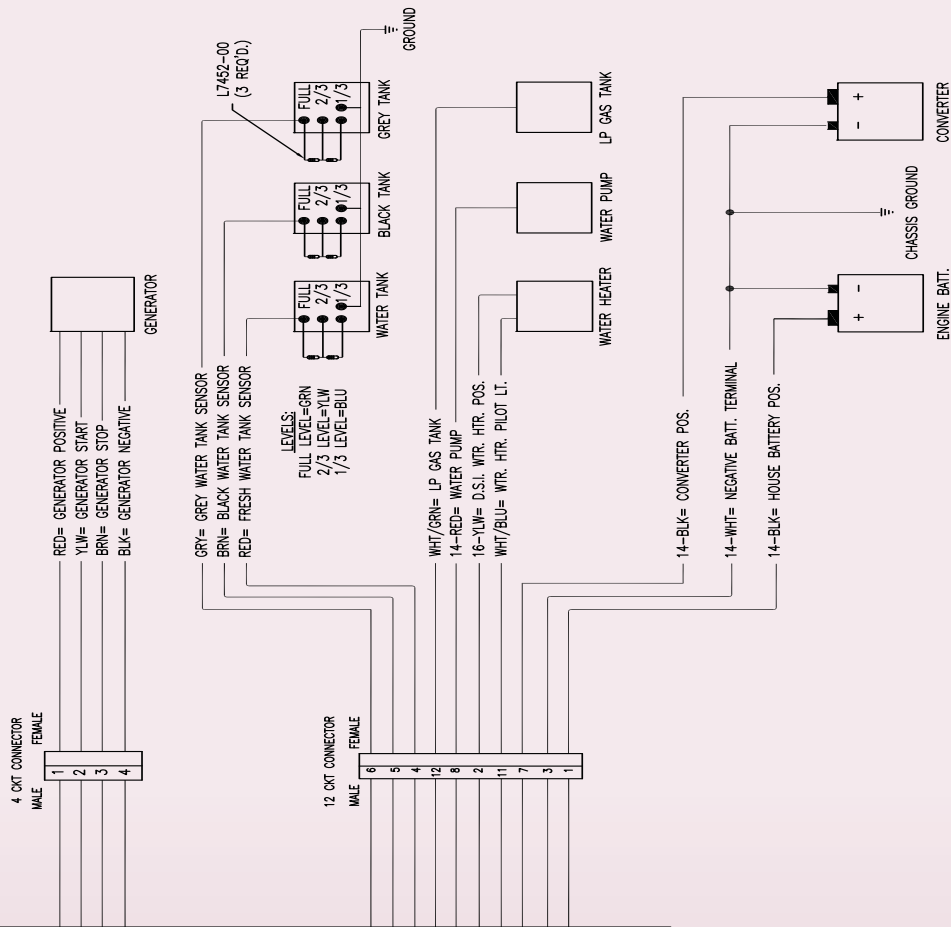 4 CKT CONNECTOR
MALE FEMALE
1
2
3
4
RED= GENERATOR POSITIVE
YLW= GENERATOR START
BRN= GENERATOR STOP
BLK= GENERATOR NEGATIVE
GENERATOR
L7452-00
(3 REQ'D.)
GROUND
FULL
2/3
1/3
GREY TANK
FULL
2/3
1/3
BLACK TANK
FULL
2/3
1/3
WATER TANK
GRY= GREY WATER TANK SENSOR
BRN= BLACK WATER TANK SENSOR
RED= FRESH WATER TANK SENSOR
LEVELS:
FULL LEVEL=GRN
2/3 LEVEL=YLW
1/3 LEVEL=BLU
12 CKT CONNECTOR
MALE FEMALE
6
5
4
12
8
2
11
7
3
1
WHT/GRN= LP GAS TANK
14-RED= WATER PUMP
16-YLW= D.S.I. WTR. HTR. POS.
WHT/BLU= WTR. HTR. PILOT LT.
LP GAS TANK
WATER PUMP
WATER HEATER
14-BLK= CONVERTER POS.
14-WHT= NEGATIVE BATT. TERMINAL
14-BLK= HOUSE BATTERY POS.
+
-
CONVERTER
CHASSIS GROUND
-
+
ENGINE BATT.